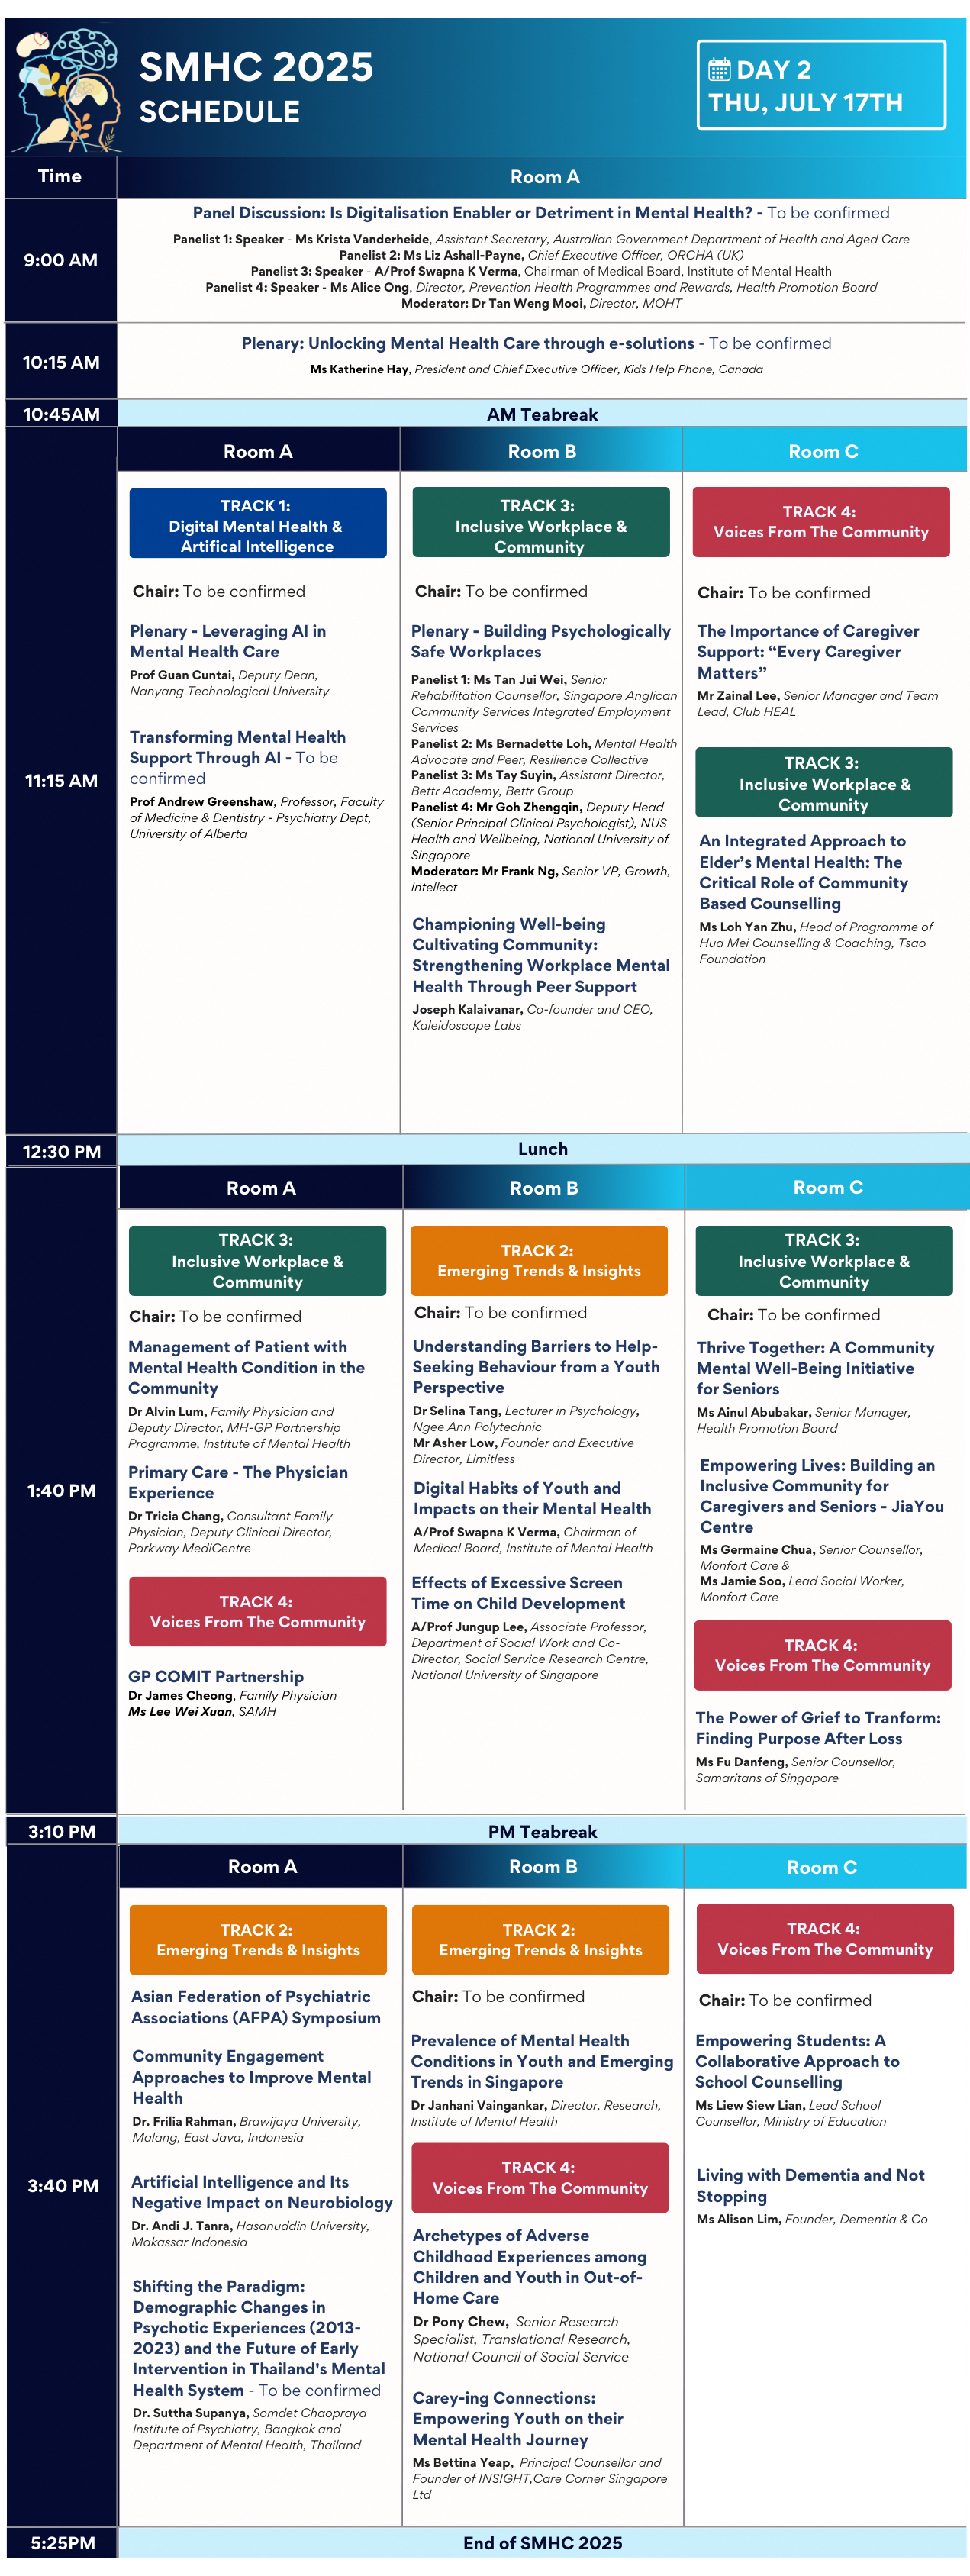 SMHC 2025
SCHEDULE
DAY 2
THU, JULY 17TH
Time
Room A
9:00 AM
Panel Discussion: Is Digitalisation Enabler or Detriment in Mental Health? - To be confirmed
Panelist 1: Speaker - Ms Krista Vanderheide, Assistant Secretary, Australian Government Department of Health and Aged Care
Panelist 2: Ms Liz Ashall-Payne, Chief Executive Officer, ORCHA (UK)
Panelist 3: Speaker - A/Prof Swapna K Verma, Chairman of Medical Board, Institute of Mental Health
Panelist 4: Speaker - Ms Alice Ong, Director, Prevention Health Programmes and Rewards, Health Promotion Board
Moderator: Dr Tan Weng Mooi, Director, MOHT
10:15 AM
Plenary: Unlocking Mental Health Care through e-solutions - To be confirmed
Ms Katherine Hay, President and Chief Executive Officer, Kids Help Phone, Canada
10:45AM
AM Teabreak
11:15 AM
Room A
TRACK 1:
Digital Mental Health &
Artifical Intelligence
Chair: To be confirmed
Plenary - Leveraging AI in
Mental Health Care
Prof Guan Cuntai, Deputy Dean,
Nanyang Technological University
Transforming Mental Health
Support Through AI - To be
confirmed
Prof Andrew Greenshaw, Professor, Faculty
of Medicine & Dentistry - Psychiatry Dept,
University of Alberta
Room B
TRACK 3:
Inclusive Workplace &
Community
Chair: To be confirmed
Plenary - Building Psychologically
Safe Workplaces
Panelist 1: Ms Tan Jui Wei, Senior
Rehabilitation Counsellor, Singapore Anglican
Community Services Integrated Employment
Services
Panelist 2: Ms Bernadette Loh, Mental Health
Advocate and Peer, Resilience Collective
Panelist 3: Ms Tay Suyin, Assistant Director,
Bettr Academy, Bettr Group
Panelist 4: Mr Goh Zhengqin, Deputy Head
(Senior Principal Clinical Psychologist), NUS
Health and Wellbeing, National University of
Singapore
Moderator: Mr Frank Ng, Senior VP, Growth,
Intellect
Championing Well-being
Cultivating Community:
Strengthening Workplace Mental
Health Through Peer Support
Joseph Kalaivanar, Co-founder and CEO,
Kaleidoscope Labs
Room C
TRACK 4:
Voices From The Community
Chair: To be confirmed
The Importance of Caregiver
Support: “Every Caregiver
Matters”
Mr Zainal Lee, Senior Manager and Team
Lead, Club HEAL
TRACK 3:
Inclusive Workplace &
Community
An Integrated Approach to
Elder’s Mental Health: The
Critical Role of Community
Based Counselling
Ms Loh Yan Zhu, Head of Programme of
Hua Mei Counselling & Coaching, Tsao
Foundation
12:30 PM
Lunch
1:40 PM
Room A
TRACK 3:
Inclusive Workplace &
Community
Chair: To be confirmed
Management of Patient with
Mental Health Condition in the
Community
Dr Alvin Lum, Family Physician and
Deputy Director, MH-GP Partnership
Programme, Institute of Mental Health
Primary Care - The Physician
Experience
Dr Tricia Chang, Consultant Family
Physician, Deputy Clinical Director,
Parkway MediCentre
TRACK 4:
Voices From The Community
GP COMIT Partnership
Dr James Cheong, Family Physician
Ms Lee Wei Xuan, SAMH
Room B
TRACK 2:
Emerging Trends & Insights
Chair: To be confirmed
Understanding Barriers to Help-
Seeking Behaviour from a Youth
Perspective
Dr Selina Tang, Lecturer in Psychology,
Ngee Ann Polytechnic
Mr Asher Low, Founder and Executive
Director, Limitless
Digital Habits of Youth and
Impacts on their Mental Health
A/Prof Swapna K Verma, Chairman of
Medical Board, Institute of Mental Health
Effects of Excessive Screen
Time on Child Development
A/Prof Jungup Lee, Associate Professor,
Department of Social Work and Co-
Director, Social Service Research Centre,
National University of Singapore
Room C
TRACK 3:
Inclusive Workplace &
Community
Chair: To be confirmed
Thrive Together: A Community
Mental Well-Being Initiative
for Seniors
Ms Ainul Abubakar, Senior Manager,
Health Promotion Board
Empowering Lives: Building an
Inclusive Community for
Caregivers and Seniors - JiaYou
Centre
Ms Germaine Chua, Senior Counsellor,
Monfort Care &
Ms Jamie Soo, Lead Social Worker,
Monfort Care
TRACK 4:
Voices From The Community
The Power of Grief to Tranform:
Finding Purpose After Loss
Ms Fu Danfeng, Senior Counsellor,
Samaritans of Singapore
3:10 PM
PM Teabreak
3:40 PM
Room A
TRACK 2:
Emerging Trends & Insights
Asian Federation of Psychiatric
Associations (AFPA) Symposium
Community Engagement
Approaches to Improve Mental
Health
Dr. Frilia Rahman, Brawijaya University,
Malang, East Java, Indonesia
Artificial Intelligence and Its
Negative Impact on Neurobiology
Dr. Andi J. Tanra, Hasanuddin University,
Makassar Indonesia
Shifting the Paradigm:
Demographic Changes in
Psychotic Experiences (2013-
2023) and the Future of Early
Intervention in Thailand's Mental
Health System - To be confirmed
Dr. Suttha Supanya, Somdet Chaopraya
Institute of Psychiatry, Bangkok and
Department of Mental Health, Thailand
Room B
TRACK 2:
Emerging Trends & Insights
Chair: To be confirmed
Prevalence of Mental Health
Conditions in Youth and Emerging
Trends in Singapore
Dr Janhani Vaingankar, Director, Research,
Institute of Mental Health
TRACK 4:
Voices From The Community
Archetypes of Adverse
Childhood Experiences among
Children and Youth in Out-of-
Home Care
Dr Pony Chew, Senior Research
Specialist, Translational Research,
National Council of Social Service
Carey-ing Connections:
Empowering Youth on their
Mental Health Journey
Ms Bettina Yeap, Principal Counsellor and
Founder of INSIGHT,Care Corner Singapore
Ltd
Room C
TRACK 4:
Voices From The Community
Chair: To be confirmed
Empowering Students: A
Collaborative Approach to
School Counselling
Ms Liew Siew Lian, Lead School
Counsellor, Ministry of Education
Living with Dementia and Not
Stopping
Ms Alison Lim, Founder, Dementia & Co
5:25PM
End of SMHC 2025